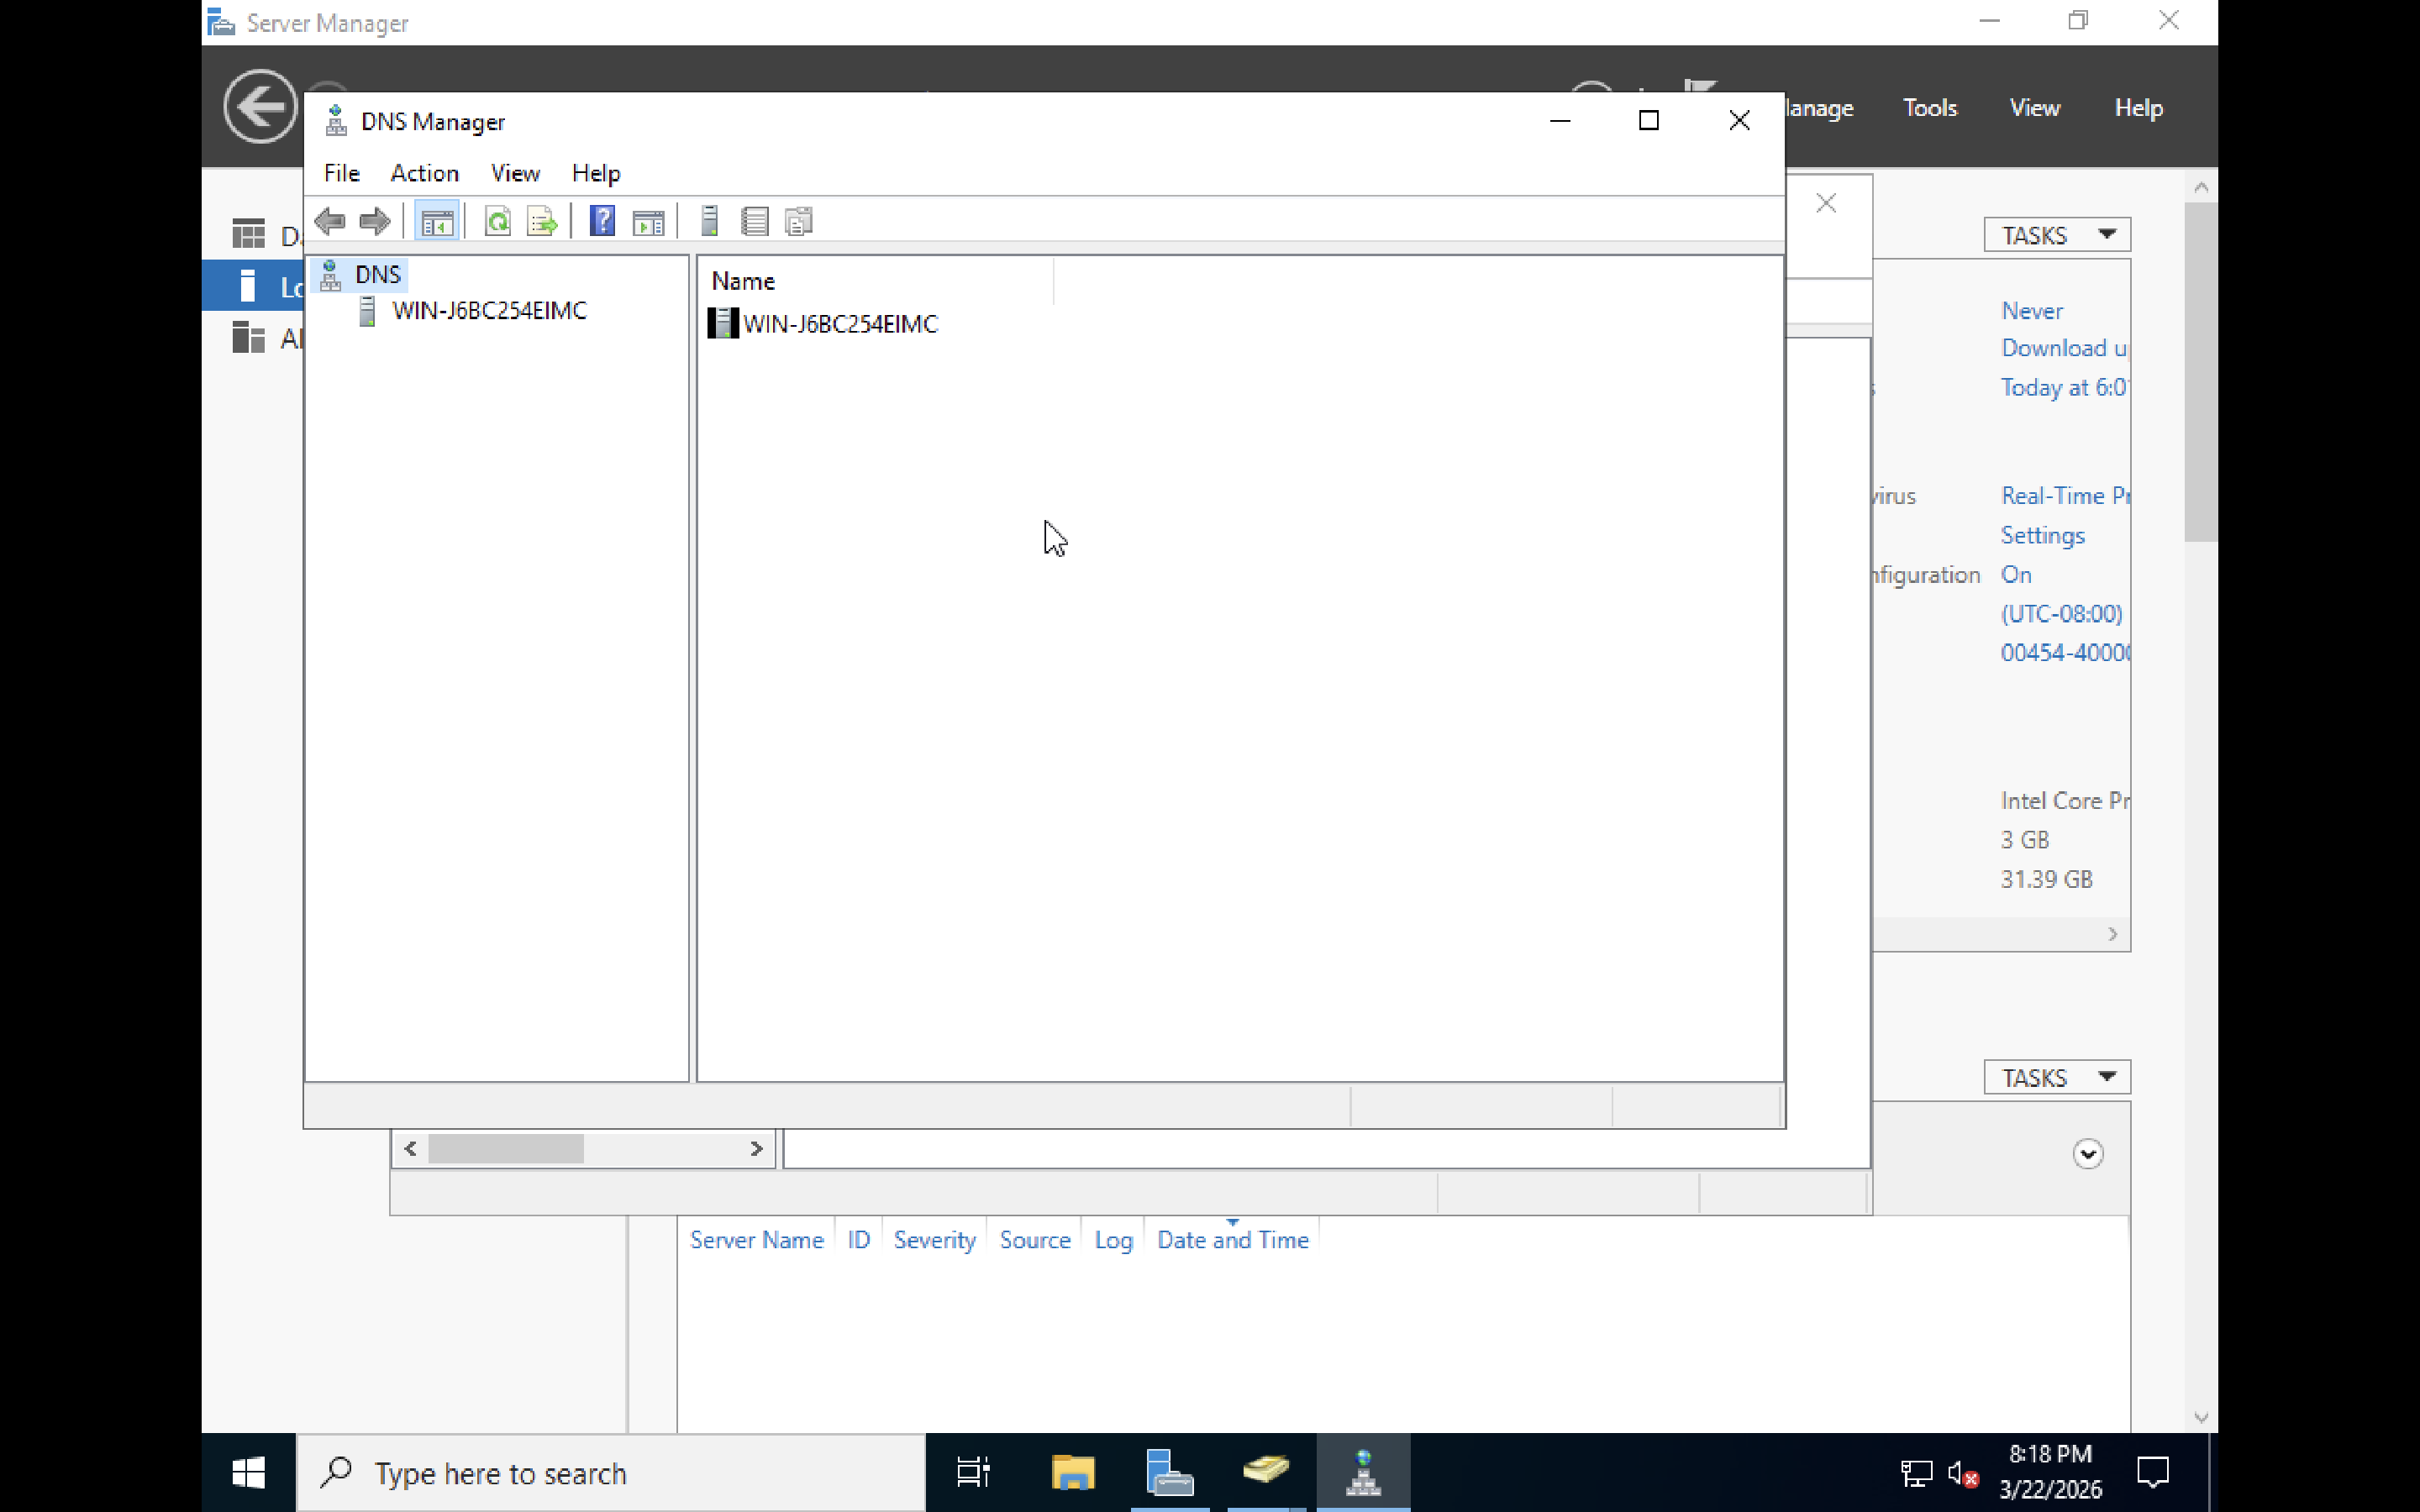 Server Manager
Manage
Tools
View
Help
DNS Manager
File
Action
View
Help
DNS
WIN-J6BC254EIMC
Name
WIN-J6BC254EIMC
TASKS
Never
Download u
Today at 6:0
Real-Time Pr
Settings
nfiguration
On
(UTC-08:00)
00454-4000
Intel Core Pr
3 GB
31.39 GB
TASKS
Server Name
ID
Severity
Source
Log
Date and Time
Type here to search
8:18 PM
3/22/2026